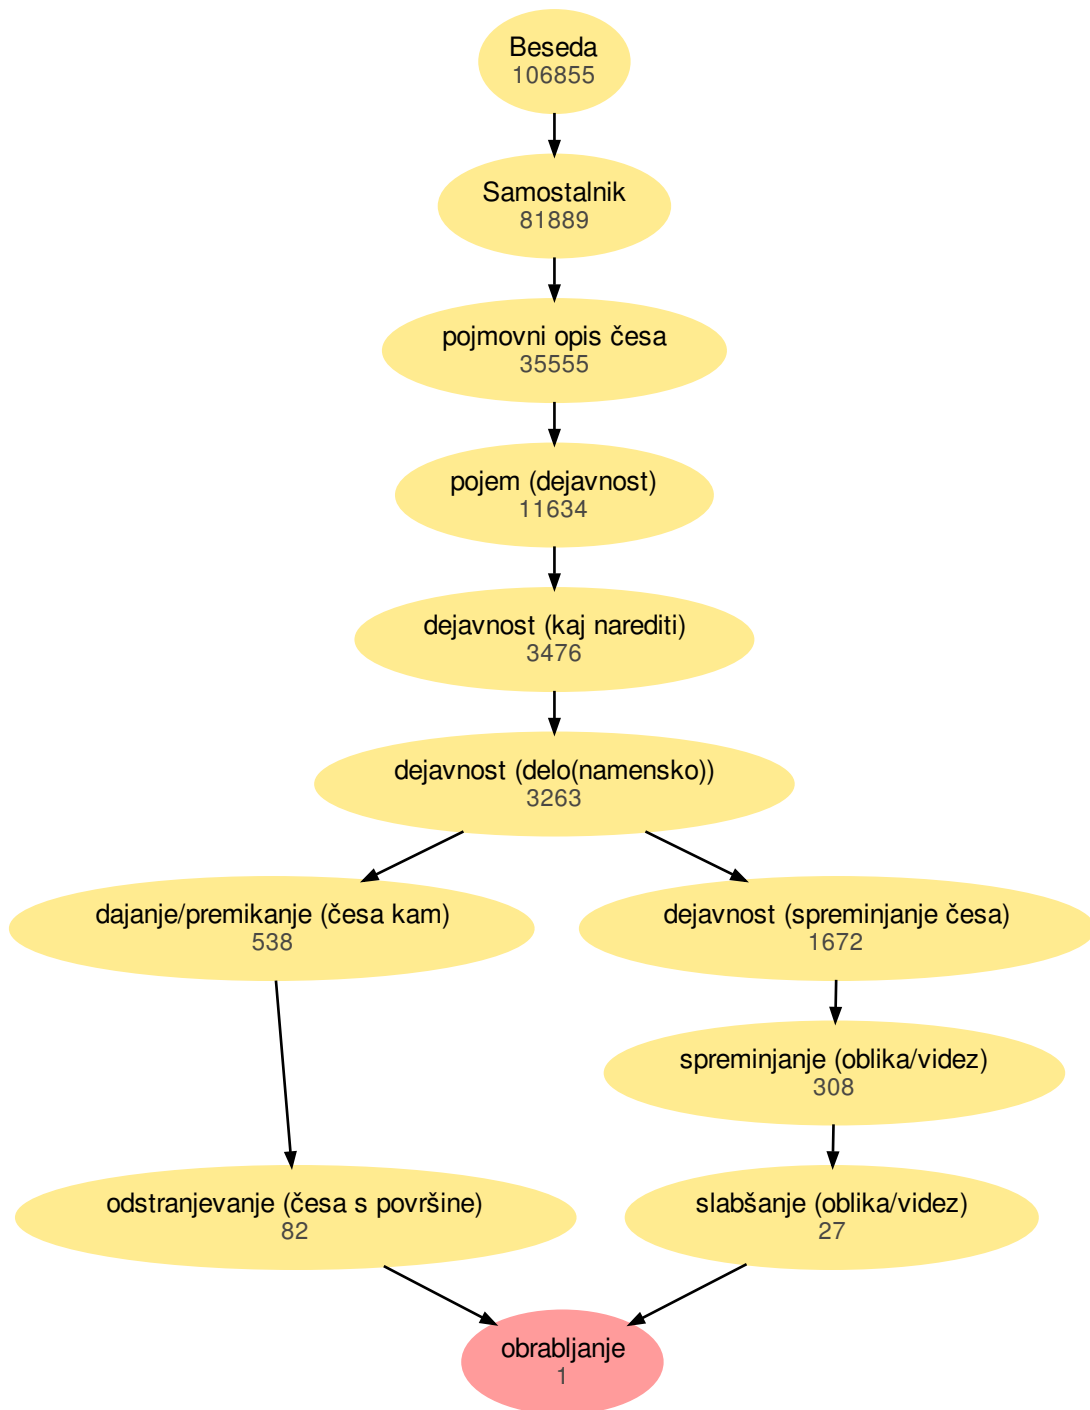 Beseda
106855
Samostalnik
81889
pojmovni opis česa
35555
pojem (dejavnost)
11634
dejavnost (kaj narediti)
3476
dejavnost (delo(namensko))
3263
dajanje/premikanje (česa kam)
538
dejavnost (spreminjanje česa)
1672
spreminjanje (oblika/videz)
308
odstranjevanje (česa s površine)
82
slabšanje (oblika/videz)
27
obrabljanje
1